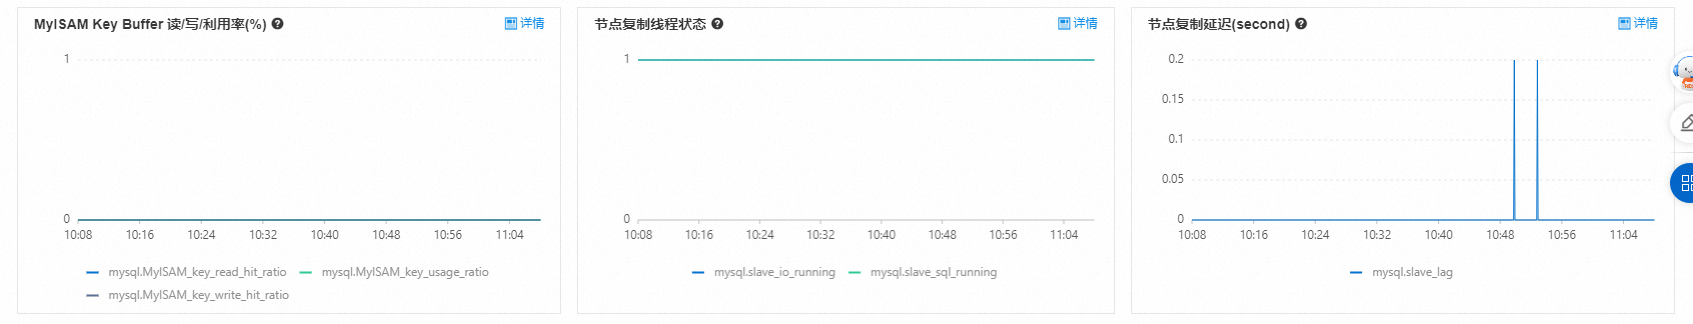 MyISAM Key Buffer 读/写/利用率(%) ?
详情
1
0
10:08 10:16 10:24 10:32 10:40 10:48 10:56 11:04
mysql.MyISAM_key_read_hit_ratio mysql.MyISAM_key_usage_ratio
mysql.MyISAM_key_write_hit_ratio
节点复制线程状态 ?
详情
1
0
10:08 10:16 10:24 10:32 10:40 10:48 10:56 11:04
mysql.slave_io_running mysql.slave_sql_running
节点复制延迟(second) ?
详情
0.2
0.15
0.1
0.05
0
10:08 10:16 10:24 10:32 10:40 10:48 10:56 11:04
mysql.slave_lag